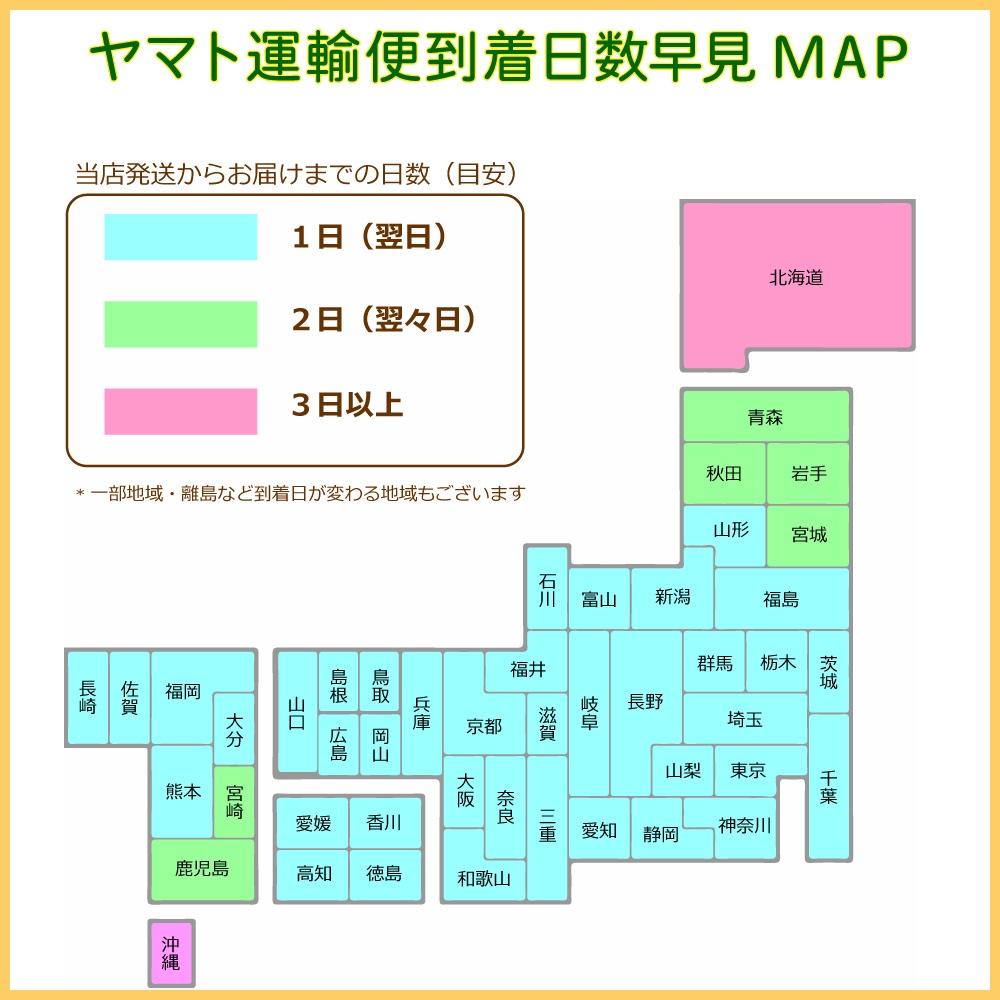 ヤマト運輸便到着日数早見MAP
当店発送からお届けまでの日数（目安）
１日（翌日）
２日（翌々日）
３日以上
* 一部地域・離島など到着日が変わる地域もございます
北海道
青森
秋田
岩手
山形
宮城
石川
富山
新潟
福島
福井
岐阜
長野
群馬
栃木
茨城
埼玉
山梨
東京
千葉
愛知
静岡
神奈川
長崎
佐賀
福岡
大分
熊本
宮崎
鹿児島
沖縄
山口
島根
鳥取
広島
岡山
兵庫
京都
滋賀
大阪
奈良
三重
和歌山
愛媛
香川
高知
徳島